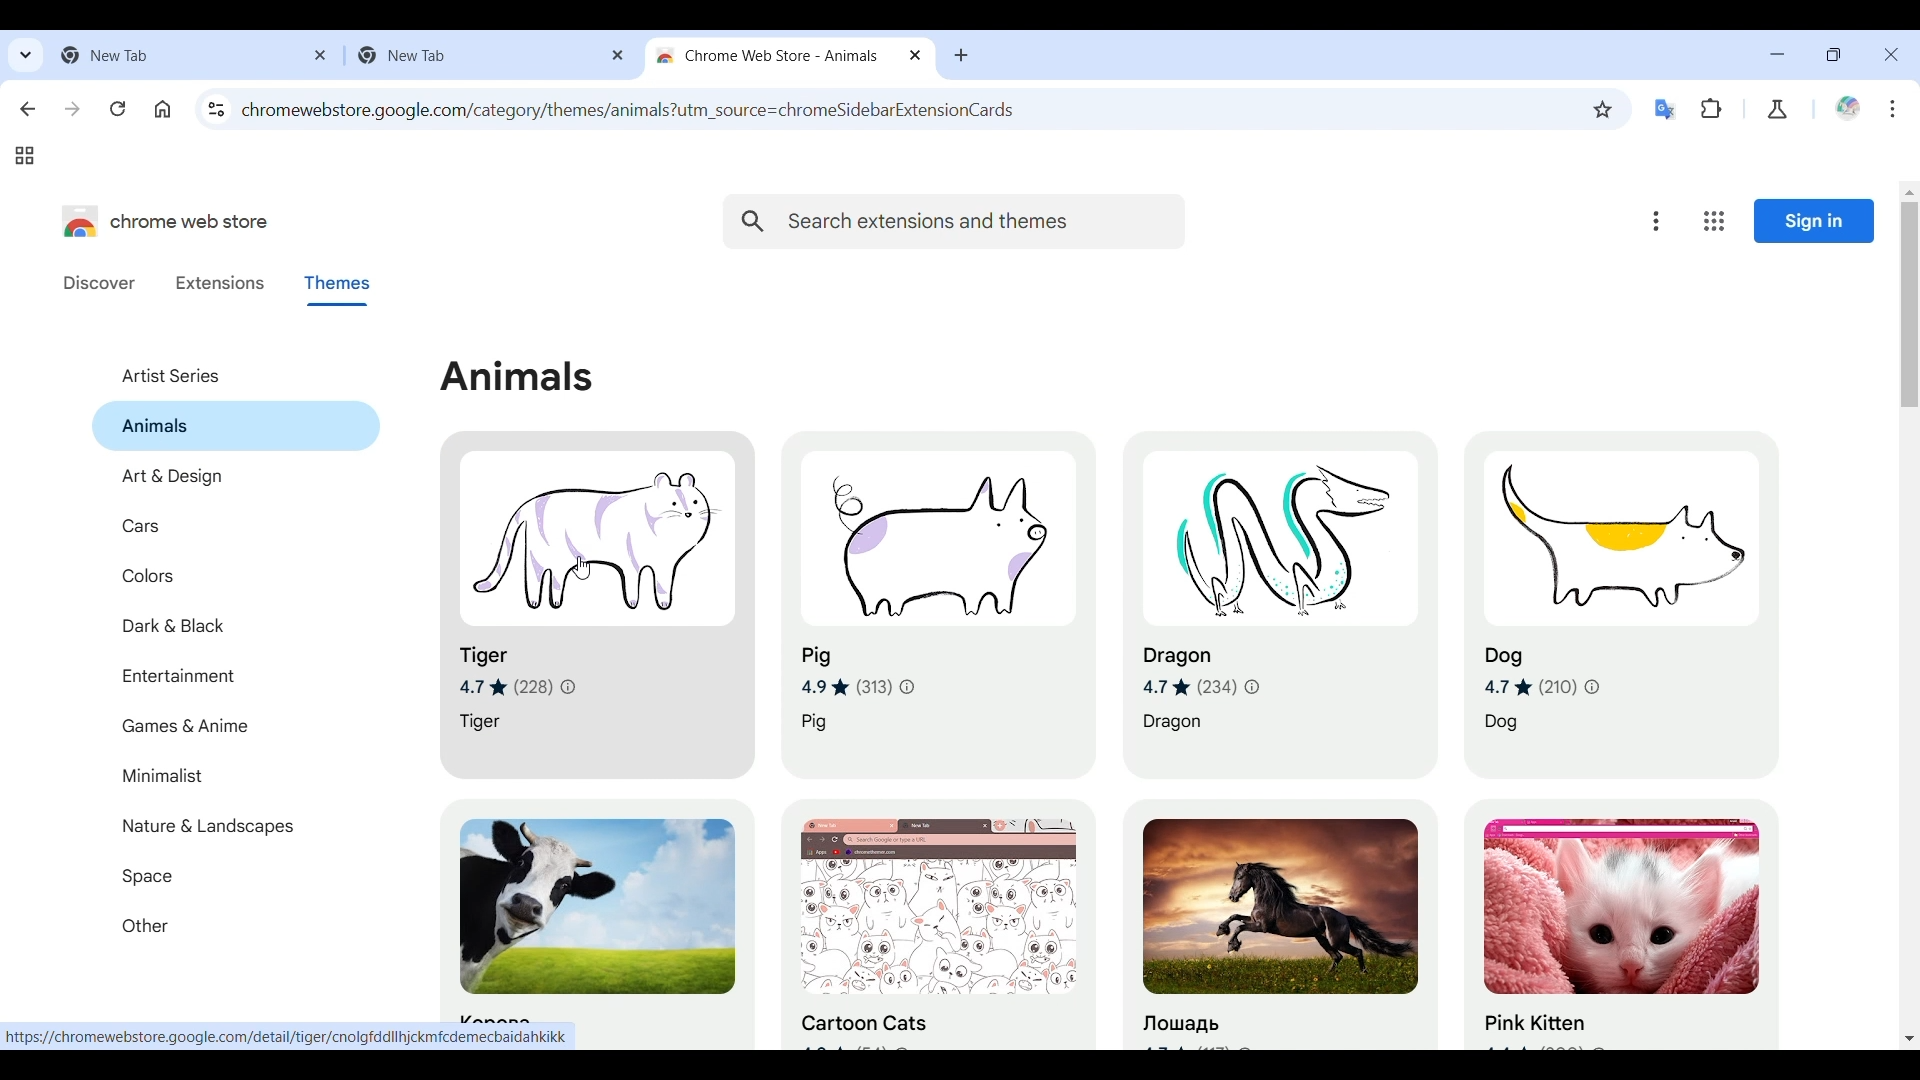 New Tab
New Tab
Chrome Web Store - Animals
chromewebstore.google.com/category/themes/animals?utm_source=chromeSidebarExtensionCards
chrome web store
Search extensions and themes
Sign in
Discover
Extensions
Themes
Artist Series
Animals
Art & Design
Cars
Colors
Dark & Black
Entertainment
Games & Anime
Minimalist
Nature & Landscapes
Space
Other
Animals
Tiger
4.7 ★ (228)
Tiger
Pig
4.9 ★ (313)
Pig
Dragon
4.7 ★ (234)
Dragon
Dog
4.7 ★ (210)
Dog
Cartoon Cats
Лошадь
Pink Kitten
https://chromewebstore.google.com/detail/tiger/cnolgfddllhjckmfcdemecbaidahkikk